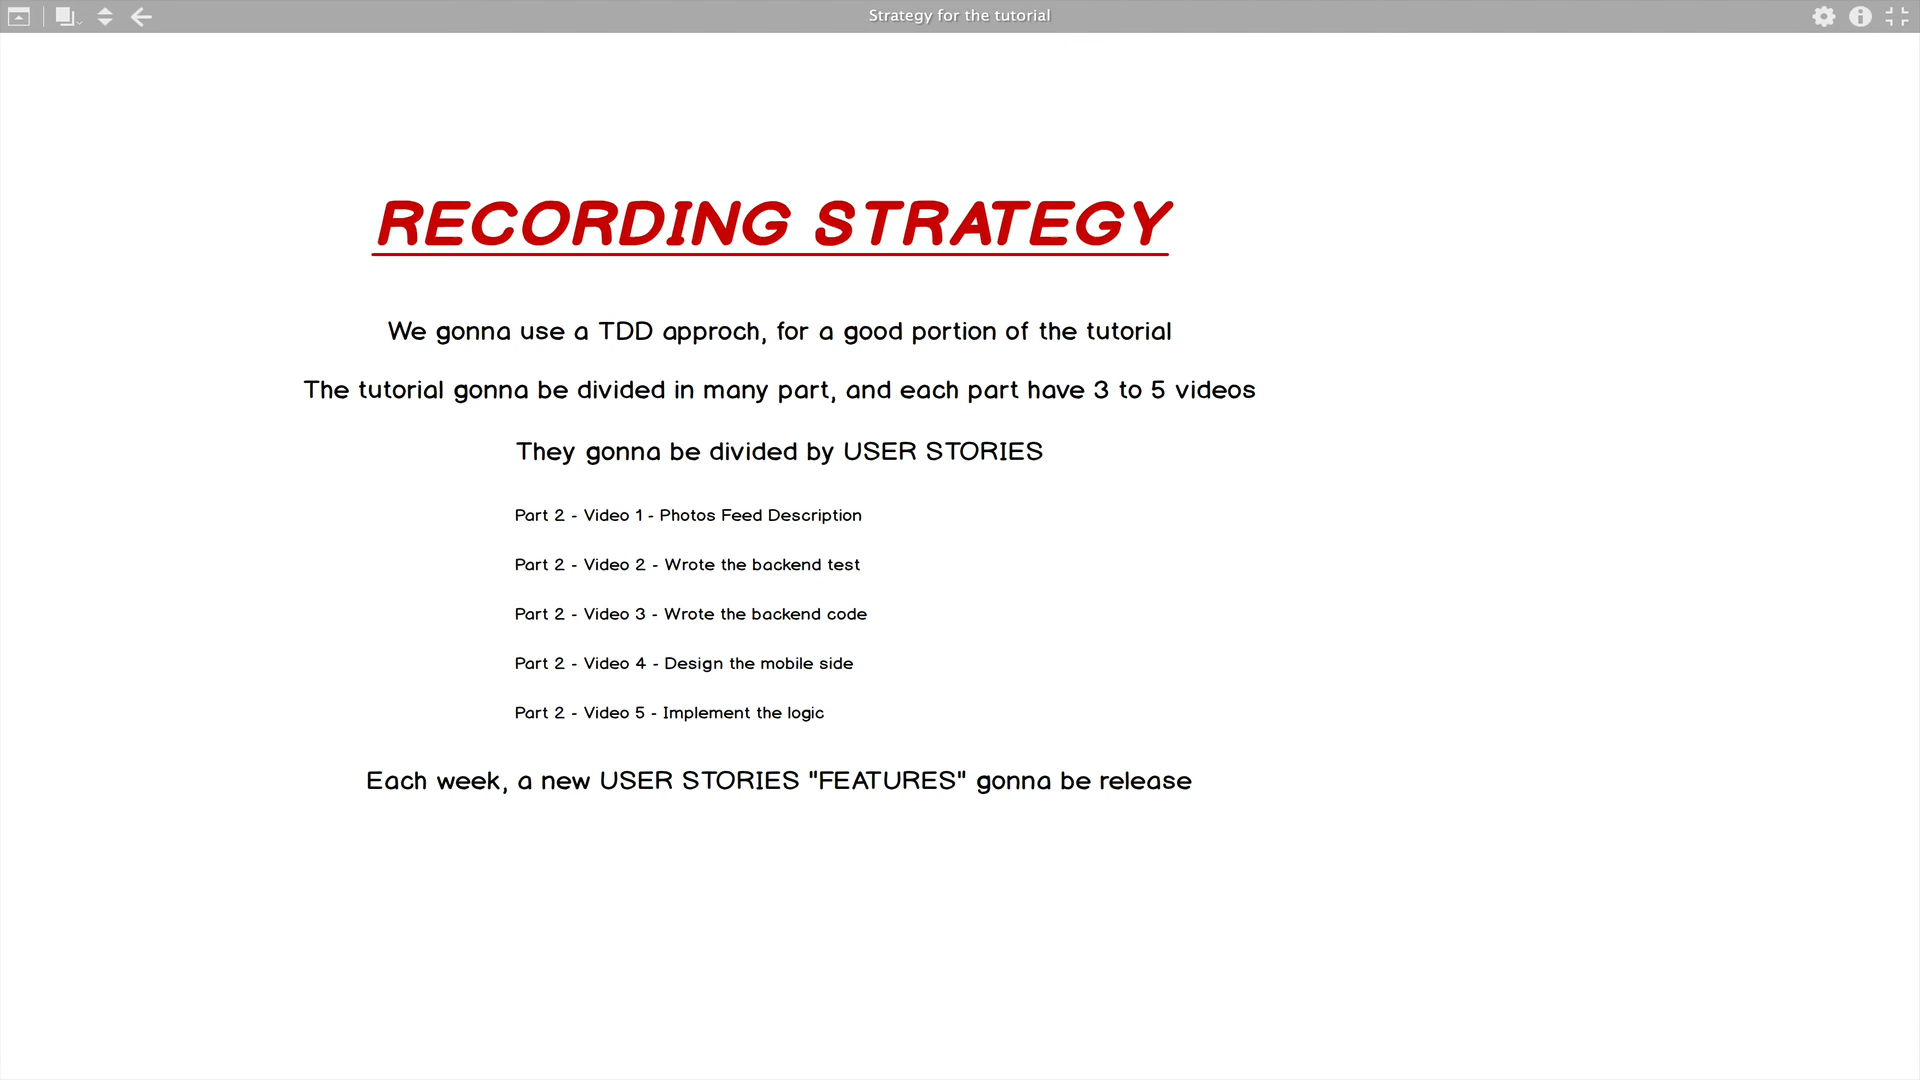 Strategy for the tutorial
RECORDING STRATEGY
We gonna use a TDD approch, for a good portion of the tutorial
The tutorial gonna be divided in many part, and each part have 3 to 5 videos
They gonna be divided by USER STORIES
Part 2 - Video 1 - Photos Feed Description
Part 2 - Video 2 - Wrote the backend test
Part 2 - Video 3 - Wrote the backend code
Part 2 - Video 4 - Design the mobile side
Part 2 - Video 5 - Implement the logic
Each week, a new USER STORIES "FEATURES" gonna be release